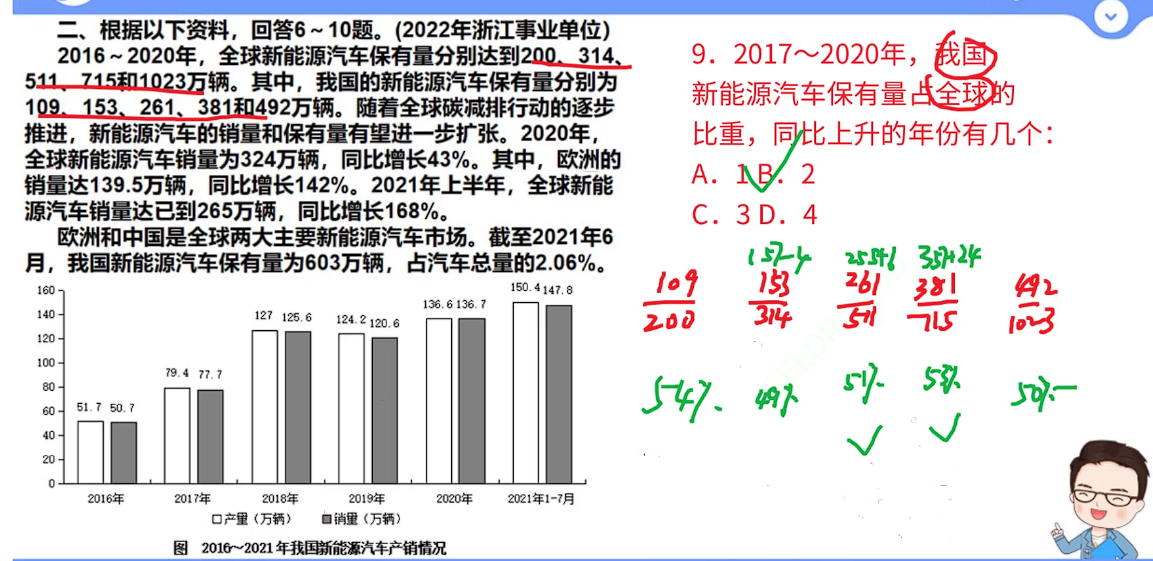 二、根据以下资料，回答6～10题。(2022年浙江事业单位)
2016～2020年，全球新能源汽车保有量分别达到200、314、
511、715和1023万辆。其中，我国的新能源汽车保有量分别为
109、153、261、381和492万辆。随着全球碳减排行动的逐步
推进，新能源汽车的销量和保有量有望进一步扩张。2020年，
全球新能源汽车销量为324万辆，同比增长43%。其中，欧洲的
销量达139.5万辆，同比增长142%。2021年上半年，全球新能
源汽车销量达已到265万辆，同比增长168%。
欧洲和中国是全球两大主要新能源汽车市场。截至2021年6
月，我国新能源汽车保有量为603万辆，占汽车总量的2.06%。
160
140
120
100
80
60
40
20
0
51.7 50.7
79.4 77.7
127 125.6
124.2 120.6
136.6 136.7
150.4 147.8
2016年 2017年 2018年 2019年 2020年 2021年1-7月
产量（万辆） 销量（万辆）
图 2016～2021年我国新能源汽车产销情况
9．2017～2020年，我国
新能源汽车保有量占全球的
比重，同比上升的年份有几个：
A．1 B．2
C．3 D．4
157-4 255+6 357+24
109 153 261 381 492
200 314 511 715 1023
54% 49% 51% 53% 50%-